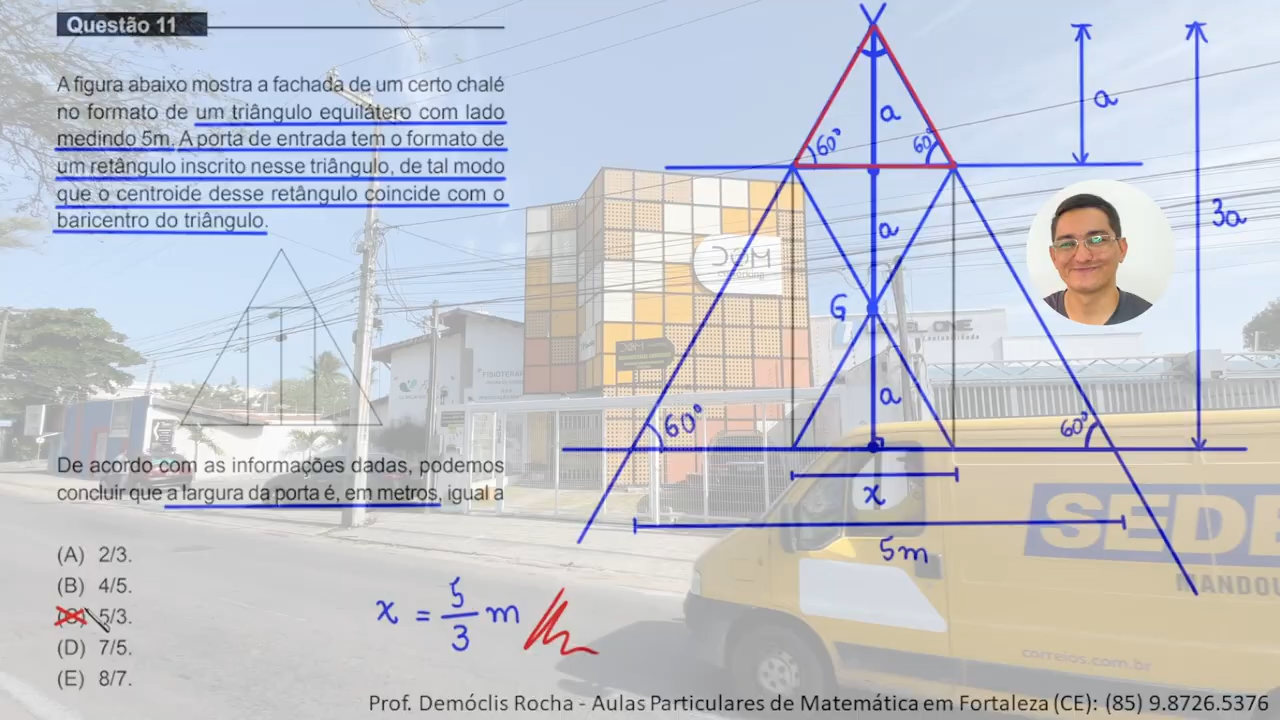 Questão 11
A figura abaixo mostra a fachada de um certo chalé
no formato de um triângulo equilátero com lado
medindo 5m. A porta de entrada tem o formato de
um retângulo inscrito nesse triângulo, de tal modo
que o centroide desse retângulo coincide com o
baricentro do triângulo.
De acordo com as informações dadas, podemos
concluir que a largura da porta é, em metros, igual a
(A) 2/3.
(B) 4/5.
(C) 5/3.
(D) 7/5.
(E) 8/7.
x = 5/3 m
a
60°
60°
a
a
3a
G
a
60°
60°
x
5m
SEDE
MANDOU
correios.com.br
Prof. Demóclis Rocha - Aulas Particulares de Matemática em Fortaleza (CE): (85) 9.8726.5376